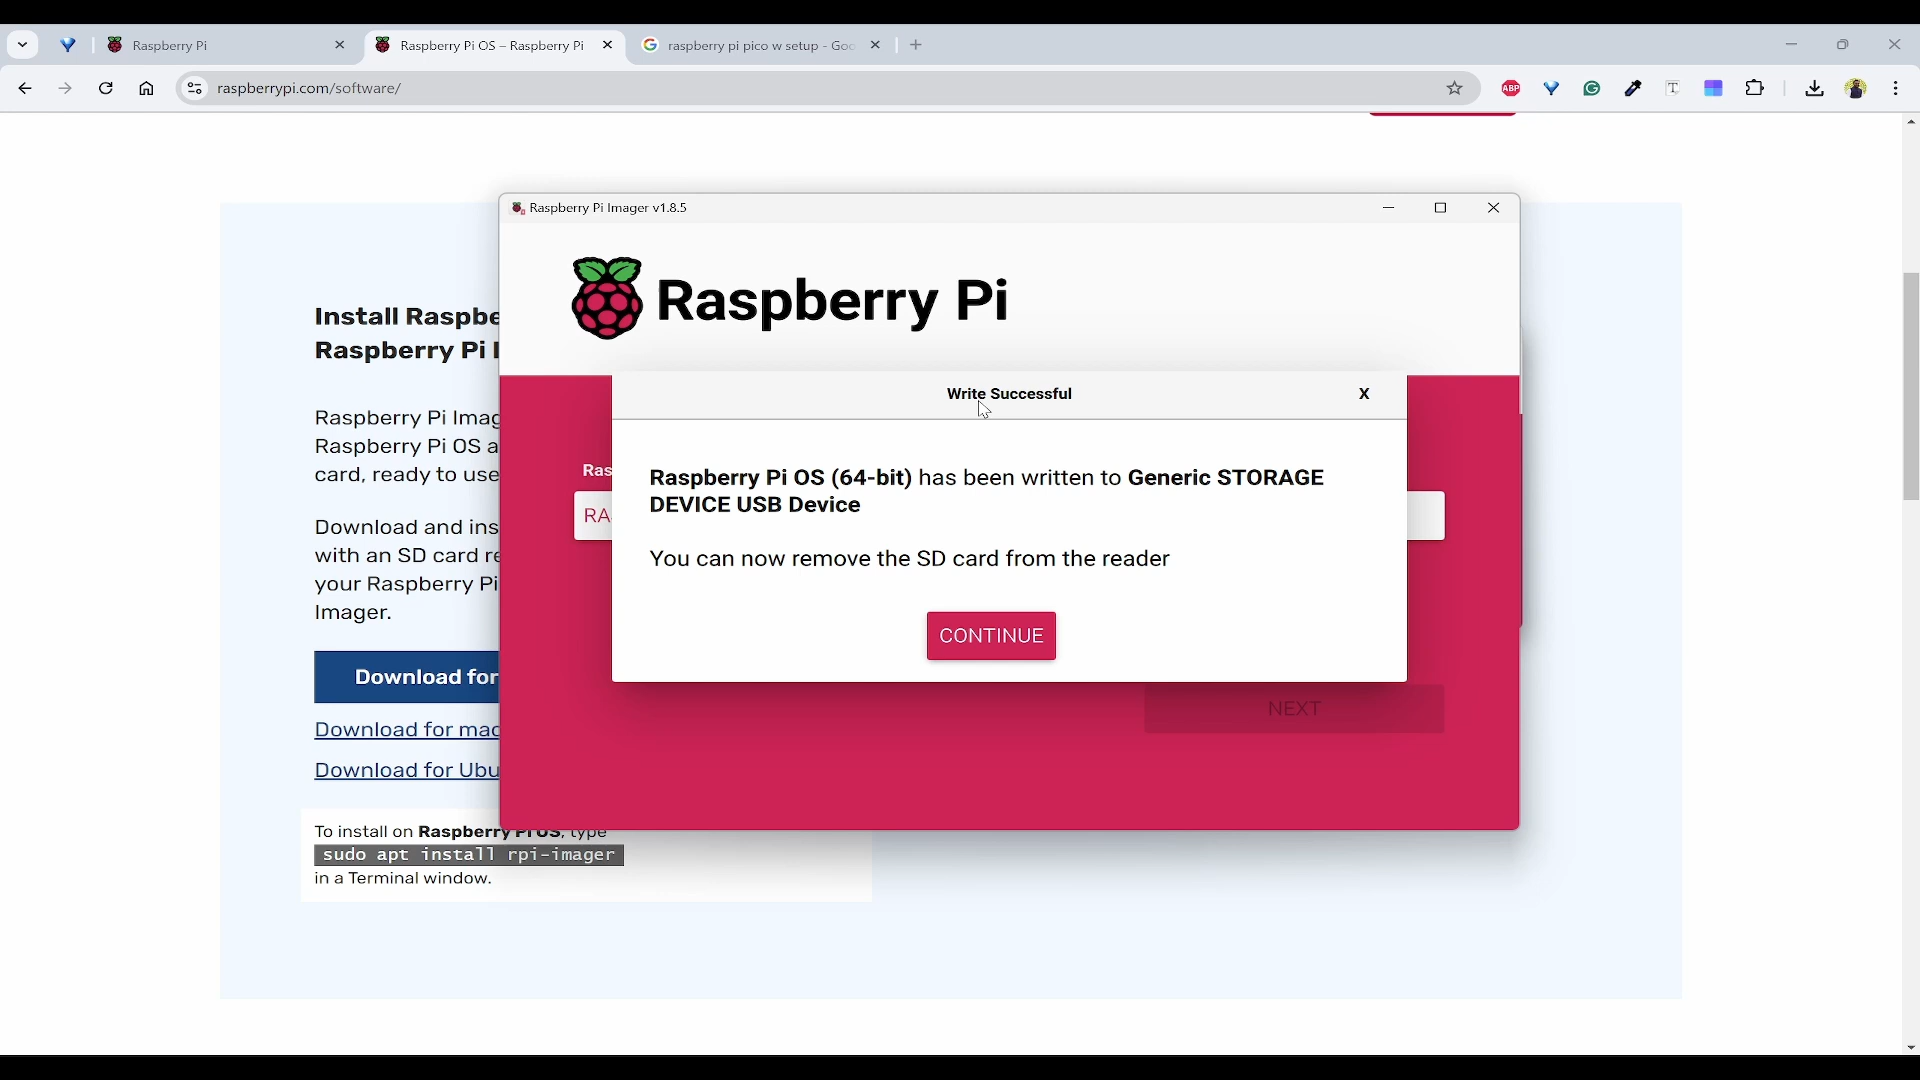 Raspberry Pi
Raspberry Pi OS – Raspberry Pi
raspberry pi pico w setup - Goo
raspberrypi.com/software/
ABP
Raspberry Pi Imager v1.8.5
Raspberry Pi
Install Raspbe
Raspberry Pi I
Write Successful
X
Raspberry Pi Imag
Raspberry Pi OS a
card, ready to use
Ras
RA
Raspberry Pi OS (64-bit) has been written to Generic STORAGE
DEVICE USB Device
You can now remove the SD card from the reader
CONTINUE
NEXT
Download and ins
with an SD card re
your Raspberry Pi
Imager.
Download for
Download for mac
Download for Ubu
To install on Raspberry Pi OS, type
sudo apt install rpi-imager
in a Terminal window.